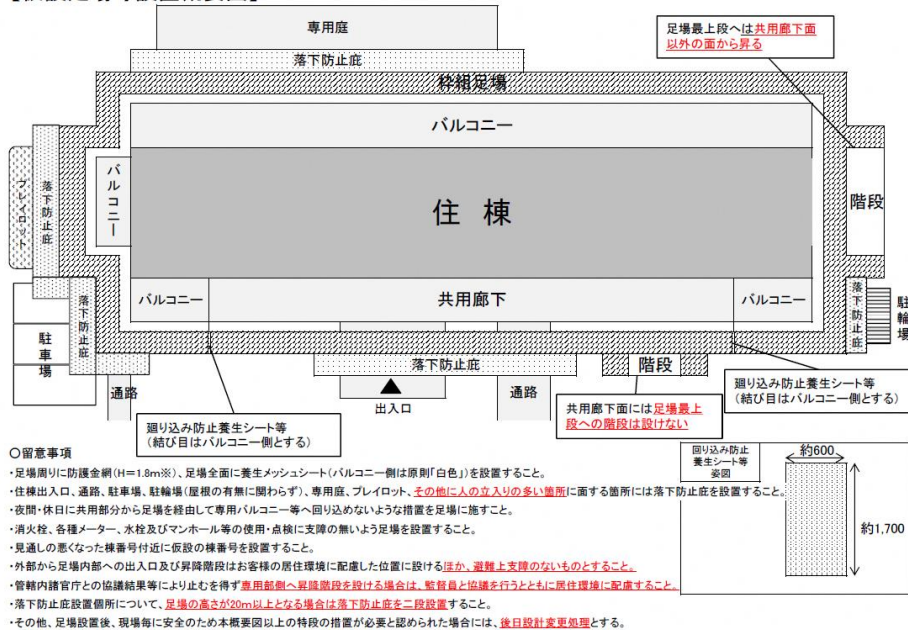 専用庭
落下防止庇
足場最上段へは共用廊下面
以外の面から昇る
枠組足場
バルコニー
プレイロット
落下防止庇
バルコニー
住 棟
階段
バルコニー
共用廊下
バルコニー
駐車場
落下防止庇
落下防止庇
駐輪場
通路
落下防止庇
出入口
通路
階段
廻り込み防止養生シート等
(結び目はバルコニー側とする)
共用廊下面には足場最上
段への階段は設けない
廻り込み防止養生シート等
(結び目はバルコニー側とする)
○留意事項
・足場周りに防護金網(H=1.8m※)、足場全面に養生メッシュシート(バルコニー側は原則「白色」)を設置すること。
・住棟出入口、通路、駐車場、駐輪場(屋根の有無に関わらず)、専用庭、プレイロット、その他に人の立入りの多い箇所に面する箇所には落下防止庇を設置すること。
・夜間・休日に共用部分から足場を経由して専用バルコニー等へ回り込めないような措置を足場に施すこと。
・消火栓、各種メーター、水栓及びマンホール等の使用・点検に支障の無いよう足場を設置すること。
・見通しの悪くなった棟番号付近に仮設の棟番号を設置すること。
・外部から足場内部への出入口及び昇降階段はお客様の居住環境に配慮した位置に設けるほか、避難上支障のないものとすること。
・管轄内諸官庁との協議結果等により止むを得ず専用部側へ昇降階段を設ける場合は、監督員と協議を行うとともに居住環境に配慮すること。
・落下防止庇設置個所について、足場の高さが20m以上となる場合は落下防止庇を二段設置すること。
・その他、足場設置後、現場毎に安全のため本概要図以上の特段の措置が必要と認められた場合には、後日設計変更処理とする。
回り込み防止
養生シート等
姿図
約600
約1,700